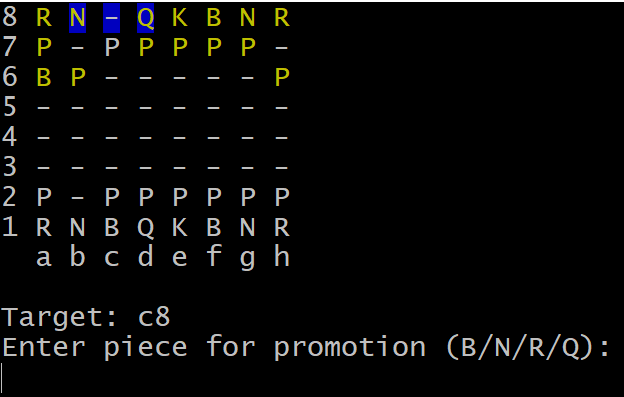 8 R N - Q K B N R
7 P - P P P P P -
6 B P - - - - - P
5 - - - - - - - -
4 - - - - - - - -
3 - - - - - - - -
2 P - P P P P P P
1 R N B Q K B N R
a b c d e f g h
Target: c8
Enter piece for promotion (B/N/R/Q):